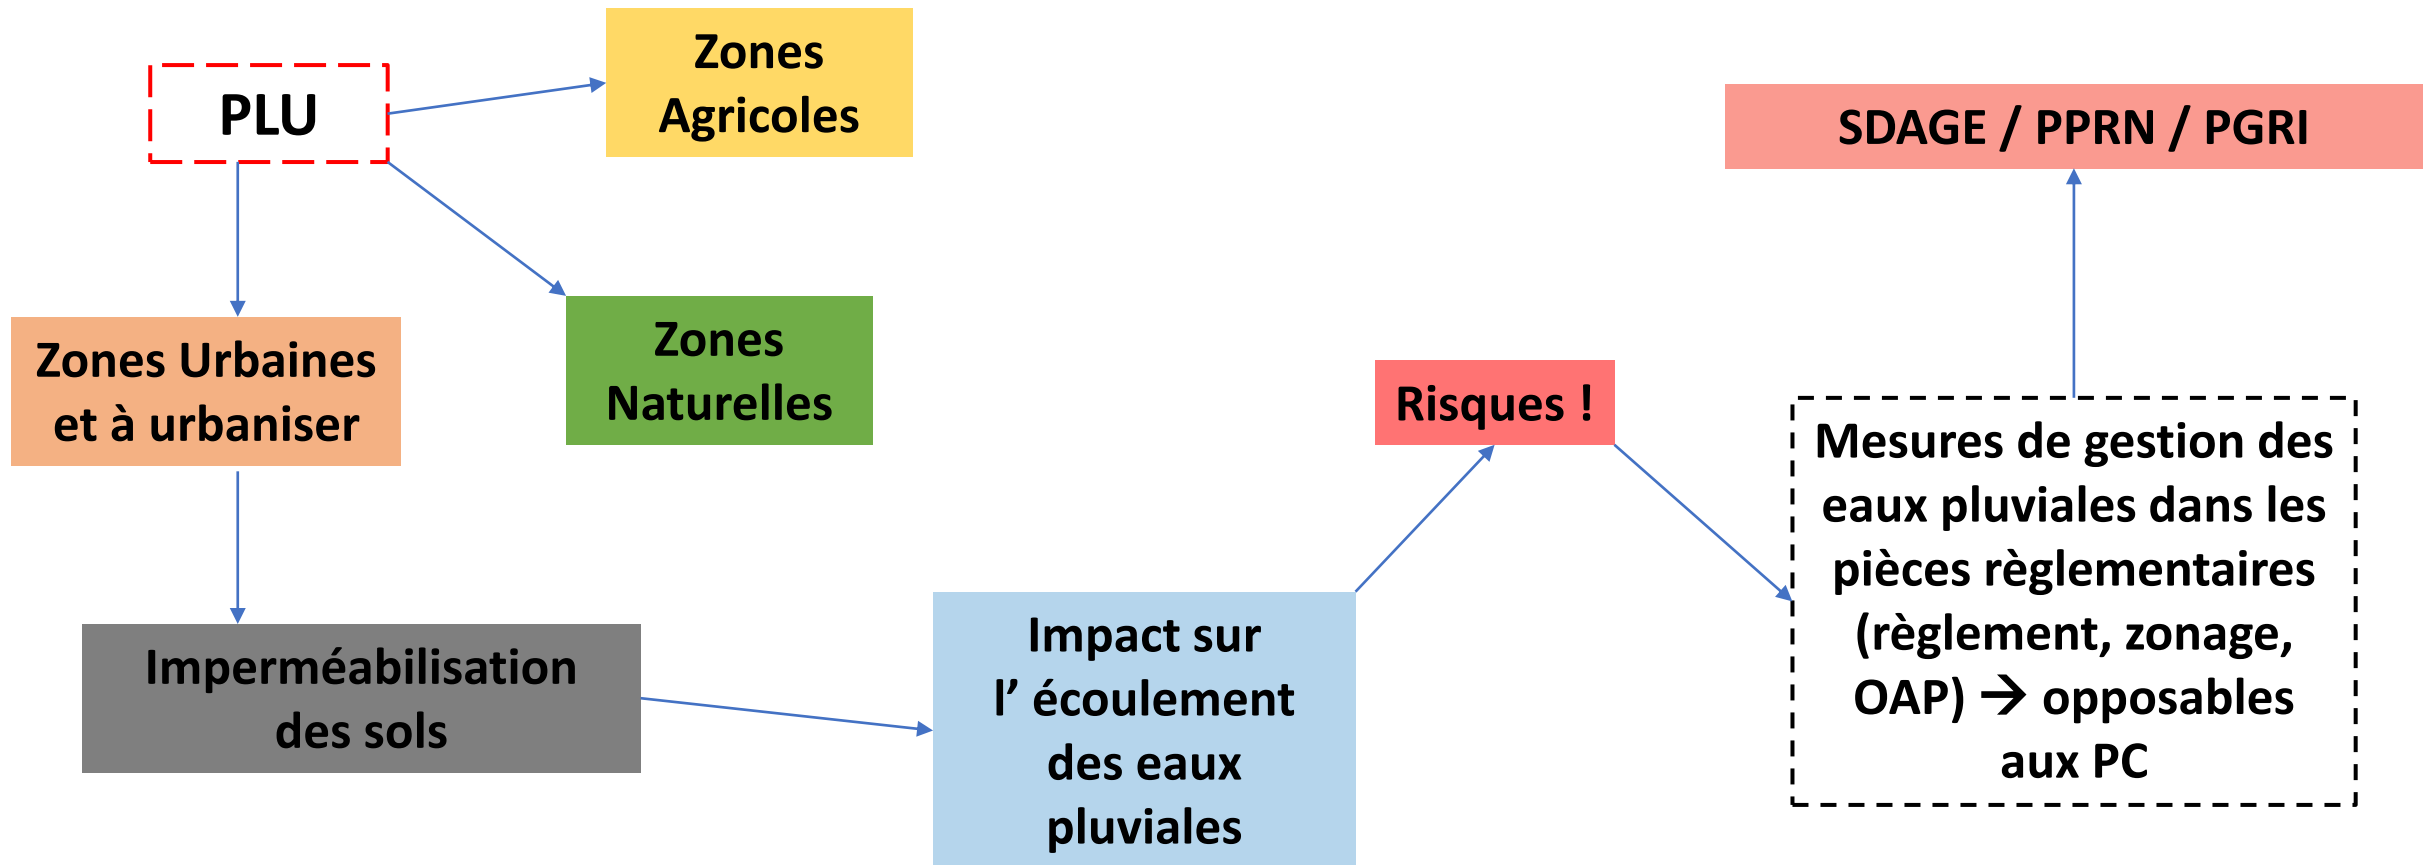 PLU
Zones
Agricoles
SDAGE / PPRN / PGRI
Zones Urbaines
et à urbaniser
Zones
Naturelles
Risques !
Mesures de gestion des
eaux pluviales dans les
pièces règlementaires
(règlement, zonage,
OAP) → opposables
aux PC
Imperméabilisation
des sols
Impact sur
l’ écoulement
des eaux
pluviales